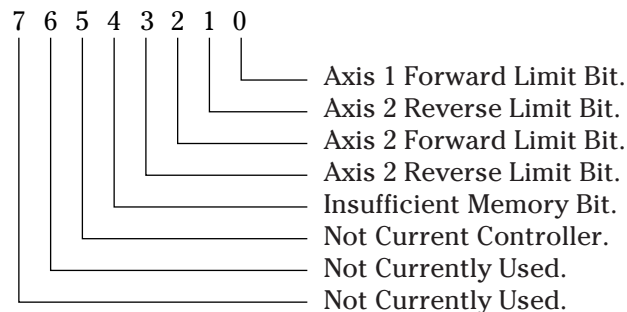 7 6 5 4 3 2 1 0
Axis 1 Forward Limit Bit.
Axis 2 Reverse Limit Bit.
Axis 2 Forward Limit Bit.
Axis 2 Reverse Limit Bit.
Insufficient Memory Bit.
Not Current Controller.
Not Currently Used.
Not Currently Used.